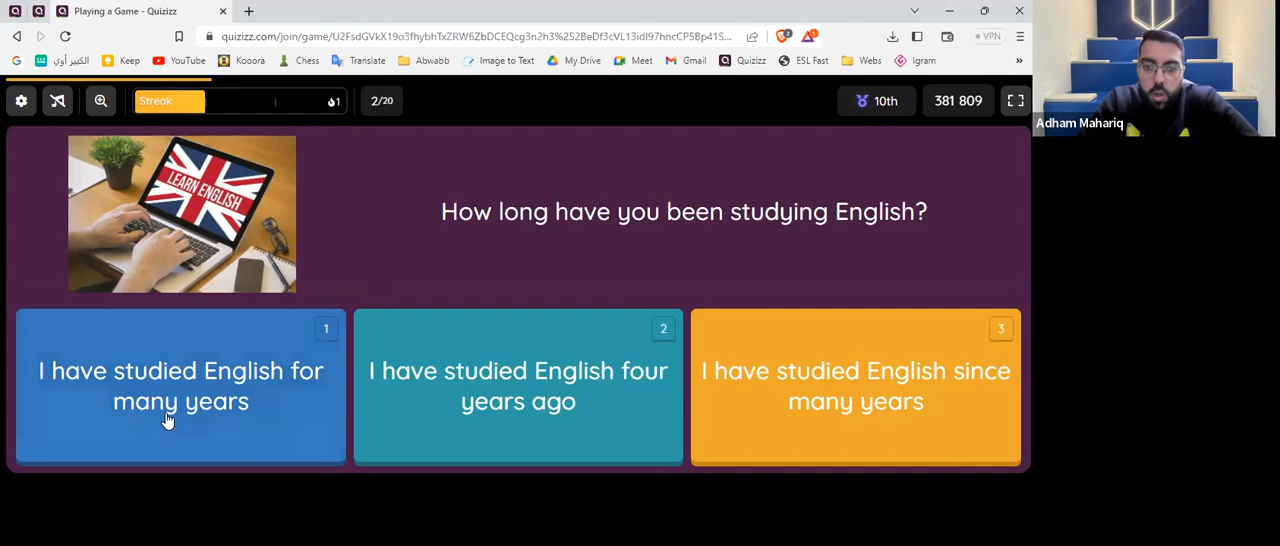 Playing a Game - Quizizz
quizizz.com/join/game/U2FsdGVkX19o3fhybhTxZRW6ZbDCEQcg3n2h3%252BeDf3cVL13idI97hncCP5Bp41S...
VPN
الكبير أوي
Keep
YouTube
Kooora
Chess
Translate
Abwabb
Image to Text
My Drive
Meet
Gmail
Quizizz
ESL Fast
Webs
Igram
Streak
1
2/20
10th
381 809
Adham Mahariq
LEARN ENGLISH
How long have you been studying English?
1
I have studied English for
many years
2
I have studied English four
years ago
3
I have studied English since
many years